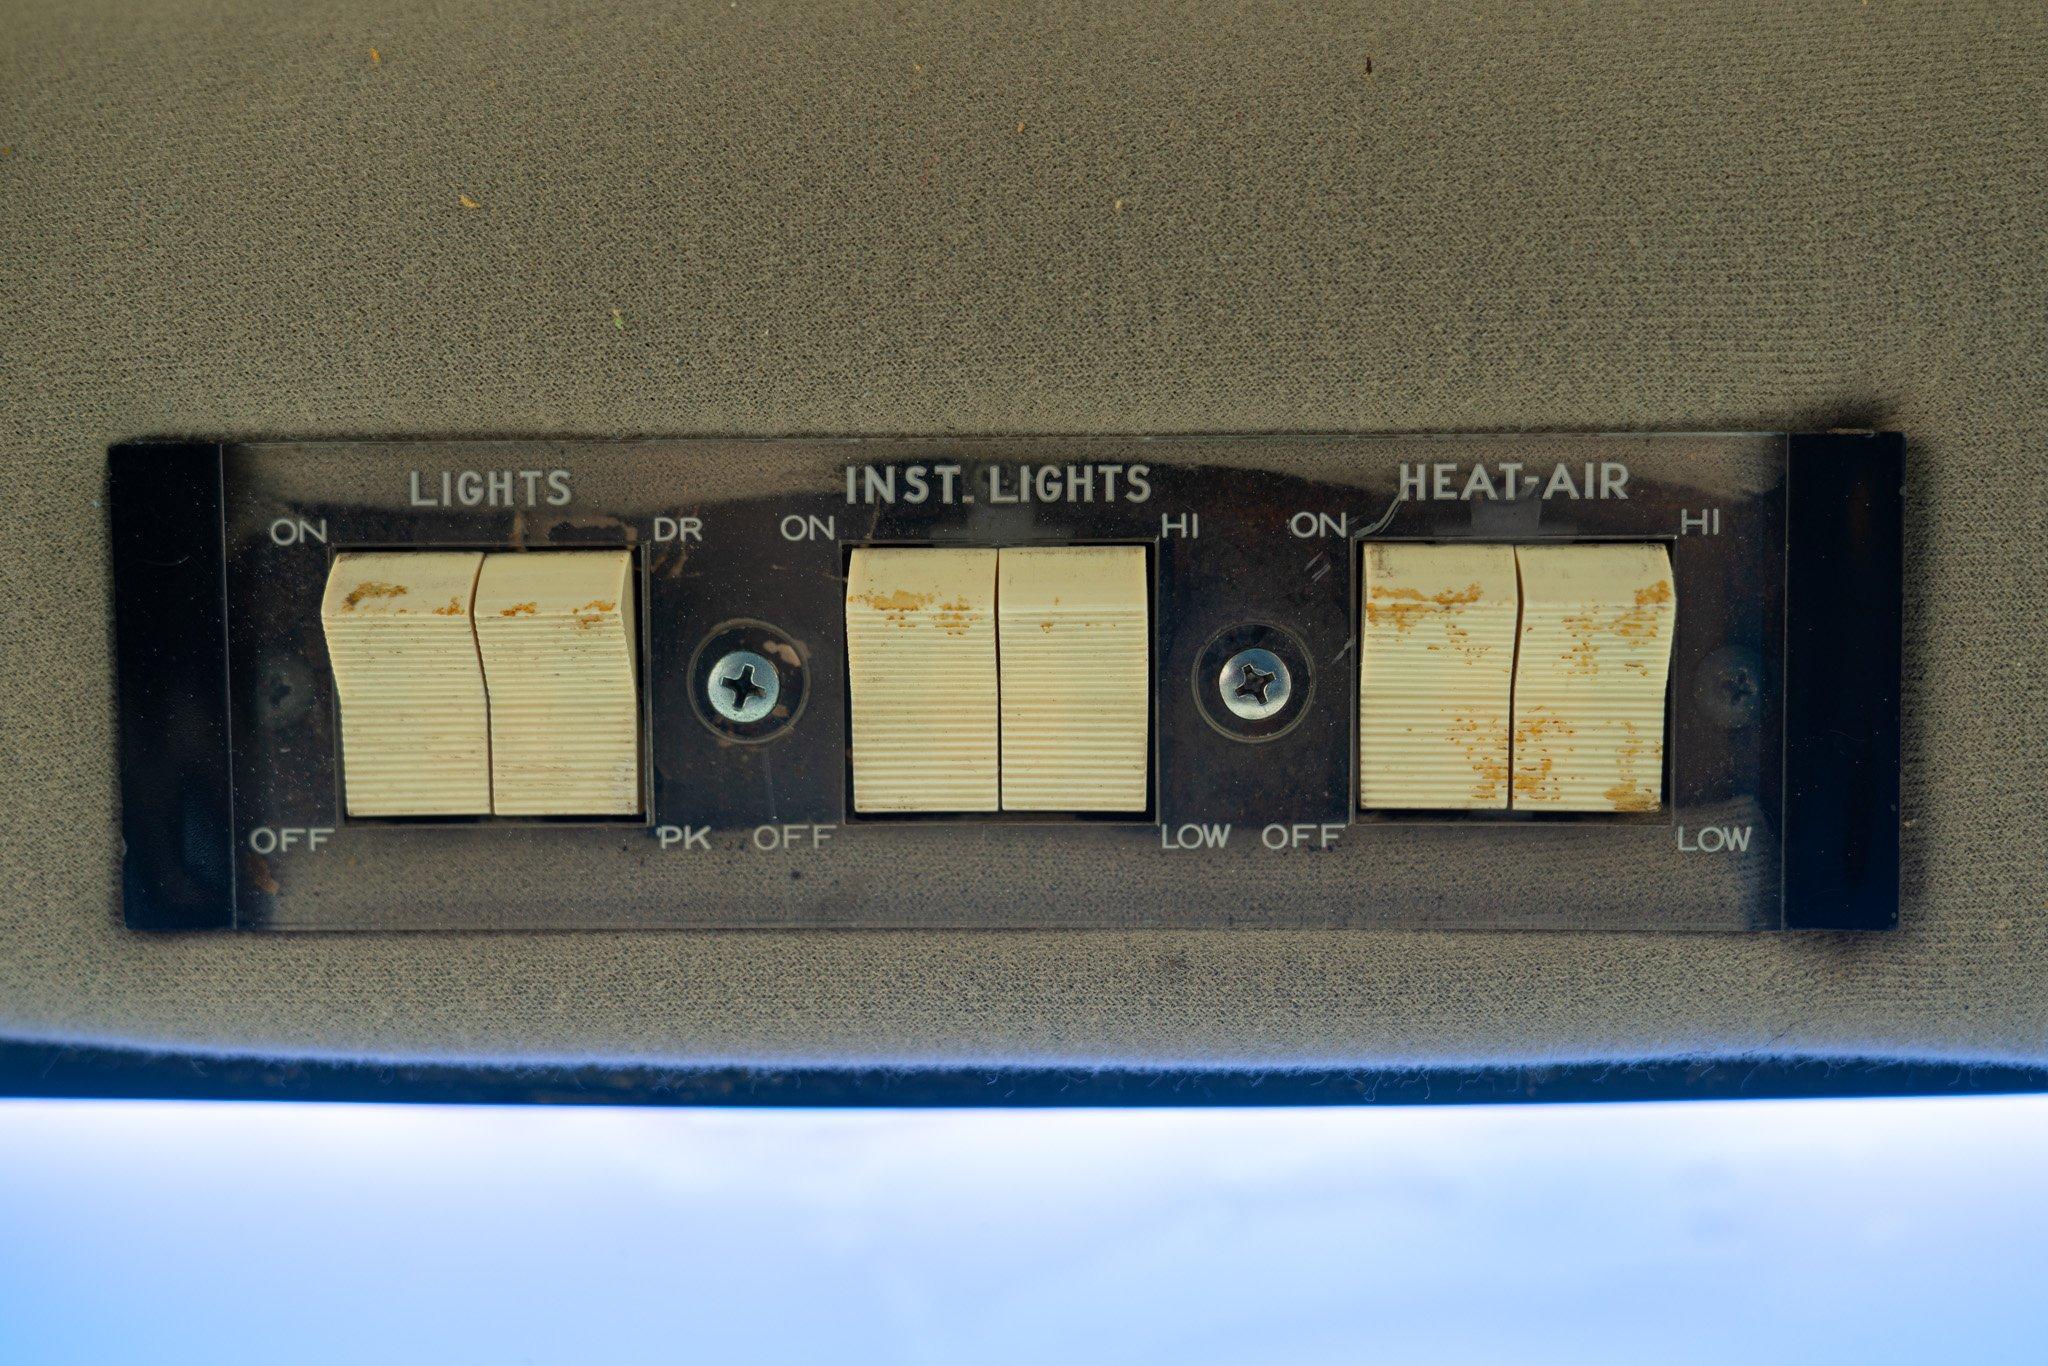 LIGHTS INST. LIGHTS HEAT-AIR
ON DR ON HI ON HI
OFF PK OFF LOW OFF LOW